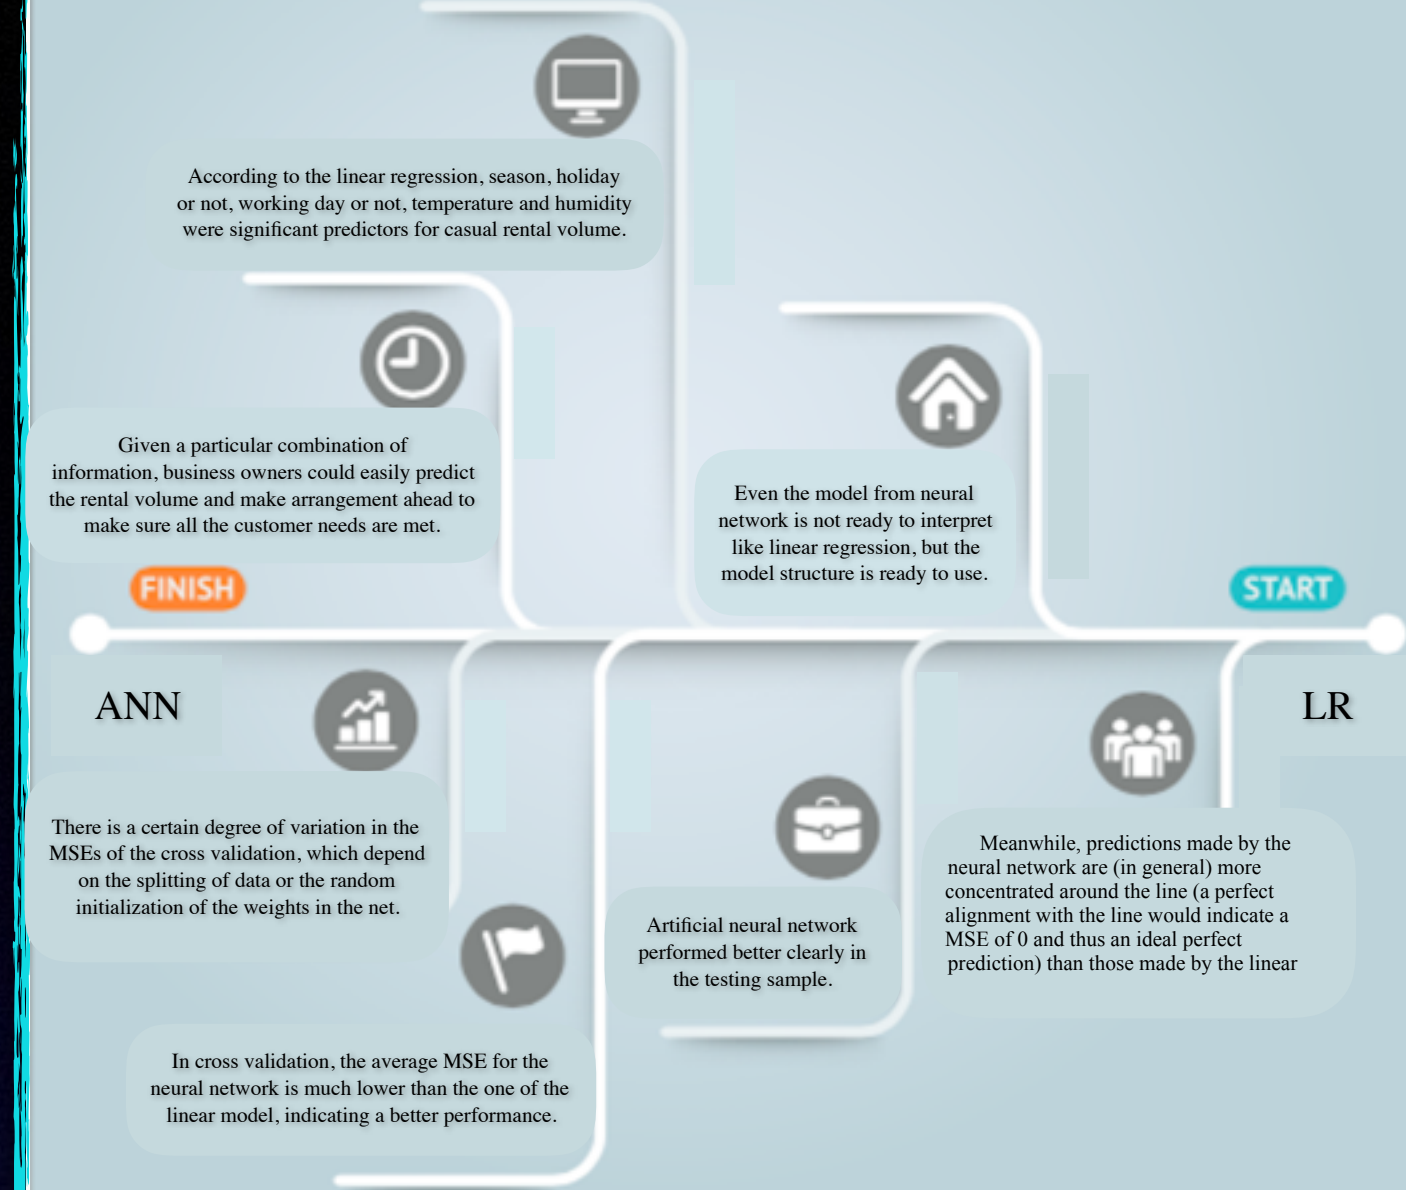 According to the linear regression, season, holiday
or not, working day or not, temperature and humidity
were significant predictors for casual rental volume.
Given a particular combination of
information, business owners could easily predict
the rental volume and make arrangement ahead to
make sure all the customer needs are met.
Even the model from neural
network is not ready to interpret
like linear regression, but the
model structure is ready to use.
FINISH
START
ANN
LR
There is a certain degree of variation in the
MSEs of the cross validation, which depend
on the splitting of data or the random
initialization of the weights in the net.
Meanwhile, predictions made by the
neural network are (in general) more
concentrated around the line (a perfect
alignment with the line would indicate a
MSE of 0 and thus an ideal perfect
prediction) than those made by the linear
Artificial neural network
performed better clearly in
the testing sample.
In cross validation, the average MSE for the
neural network is much lower than the one of the
linear model, indicating a better performance.